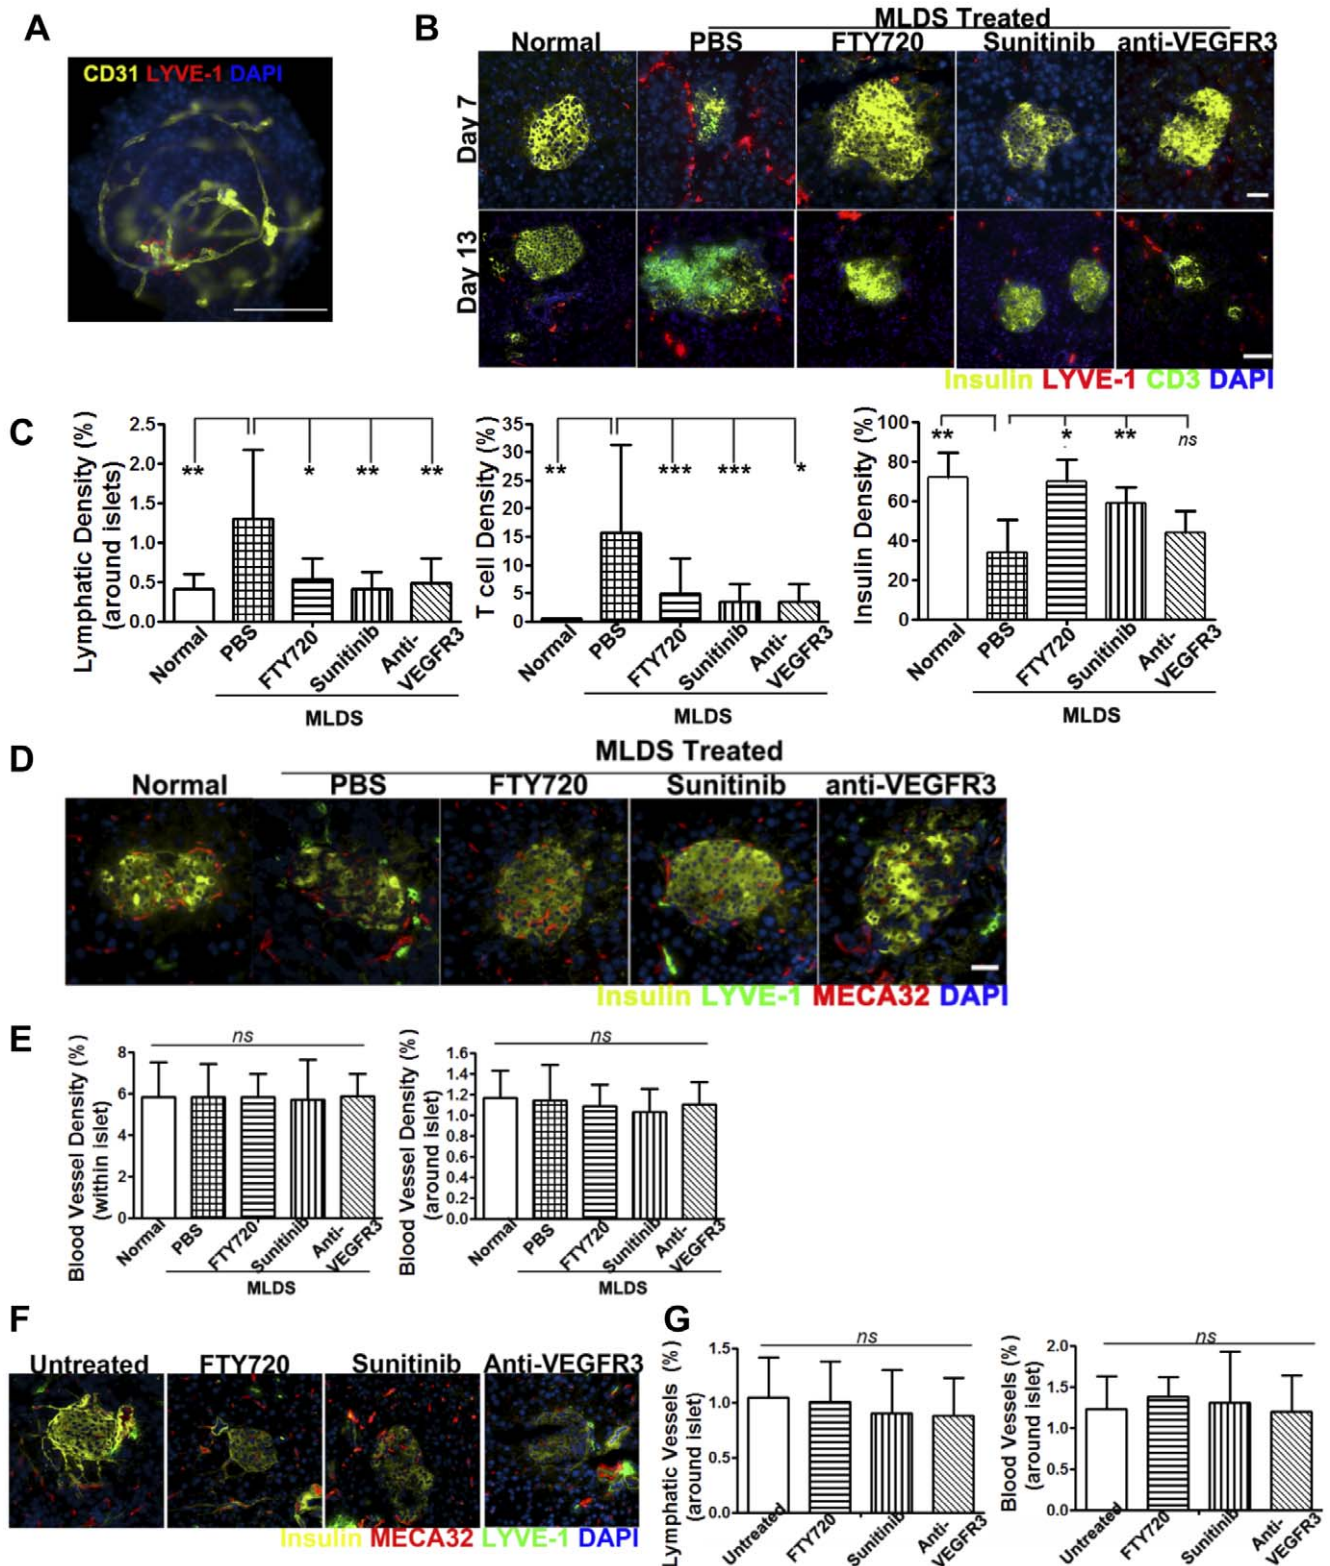 A
CD31 LYVE-1 DAPI
B
MLDS Treated
Normal PBS FTY720 Sunitinib anti-VEGFR3
Day 7
Day 13
Insulin LYVE-1 CD3 DAPI
C
Lymphatic Density (%)
(around islets)
2.5
2.0
1.5
1.0
0.5
0.0
** * ** **
Normal PBS FTY720 Sunitinib Anti-VEGFR3
MLDS
T cell Density (%)
35
30
25
20
15
10
5
0
** *** *** *
Normal PBS FTY720 Sunitinib Anti-VEGFR3
MLDS
Insulin Density (%)
100
80
60
40
20
0
** * ** ns
Normal PBS FTY720 Sunitinib Anti-VEGFR3
MLDS
D
MLDS Treated
Normal PBS FTY720 Sunitinib anti-VEGFR3
Insulin LYVE-1 MECA32 DAPI
E
Blood Vessel Density (%)
(within islet)
8
6
4
2
0
ns
Normal PBS FTY720 Sunitinib Anti-VEGFR3
MLDS
Blood Vessel Density (%)
(around islet)
1.6
1.4
1.2
1.0
0.8
0.6
0.4
0.2
0.0
ns
Normal PBS FTY720 Sunitinib Anti-VEGFR3
MLDS
F
Untreated FTY720 Sunitinib Anti-VEGFR3
Insulin MECA32 LYVE-1 DAPI
G
Lymphatic Vessels (%)
(around islet)
1.5
1.0
0.5
0.0
ns
Untreated FTY720 Sunitinib Anti-VEGFR3
Blood Vessels (%)
(around islet)
2.0
1.5
1.0
0.5
0.0
ns
Untreated FTY720 Sunitinib Anti-VEGFR3